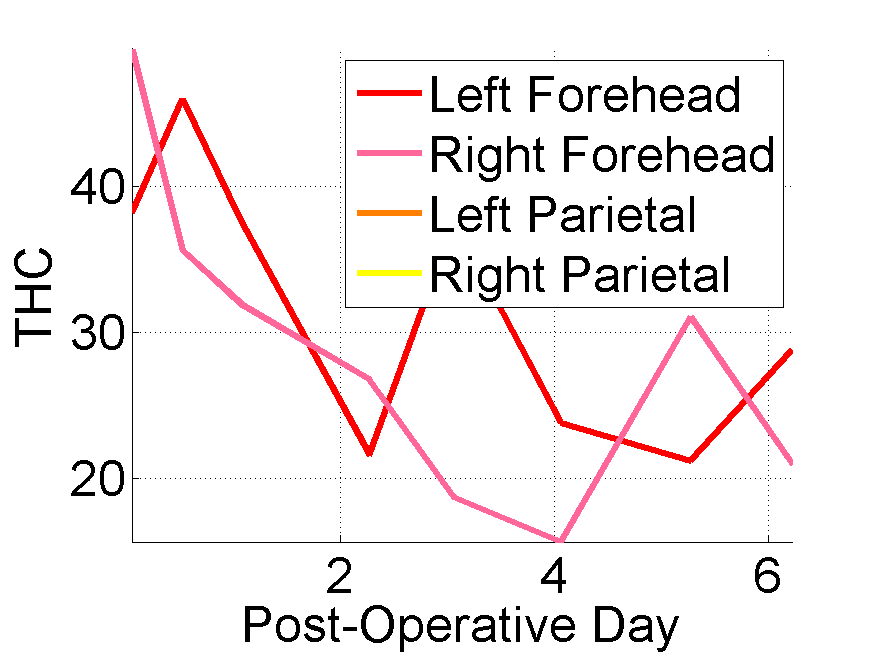 Left Forehead
Right Forehead
Left Parietal
Right Parietal
40
30
20
THC
2 4 6
Post-Operative Day